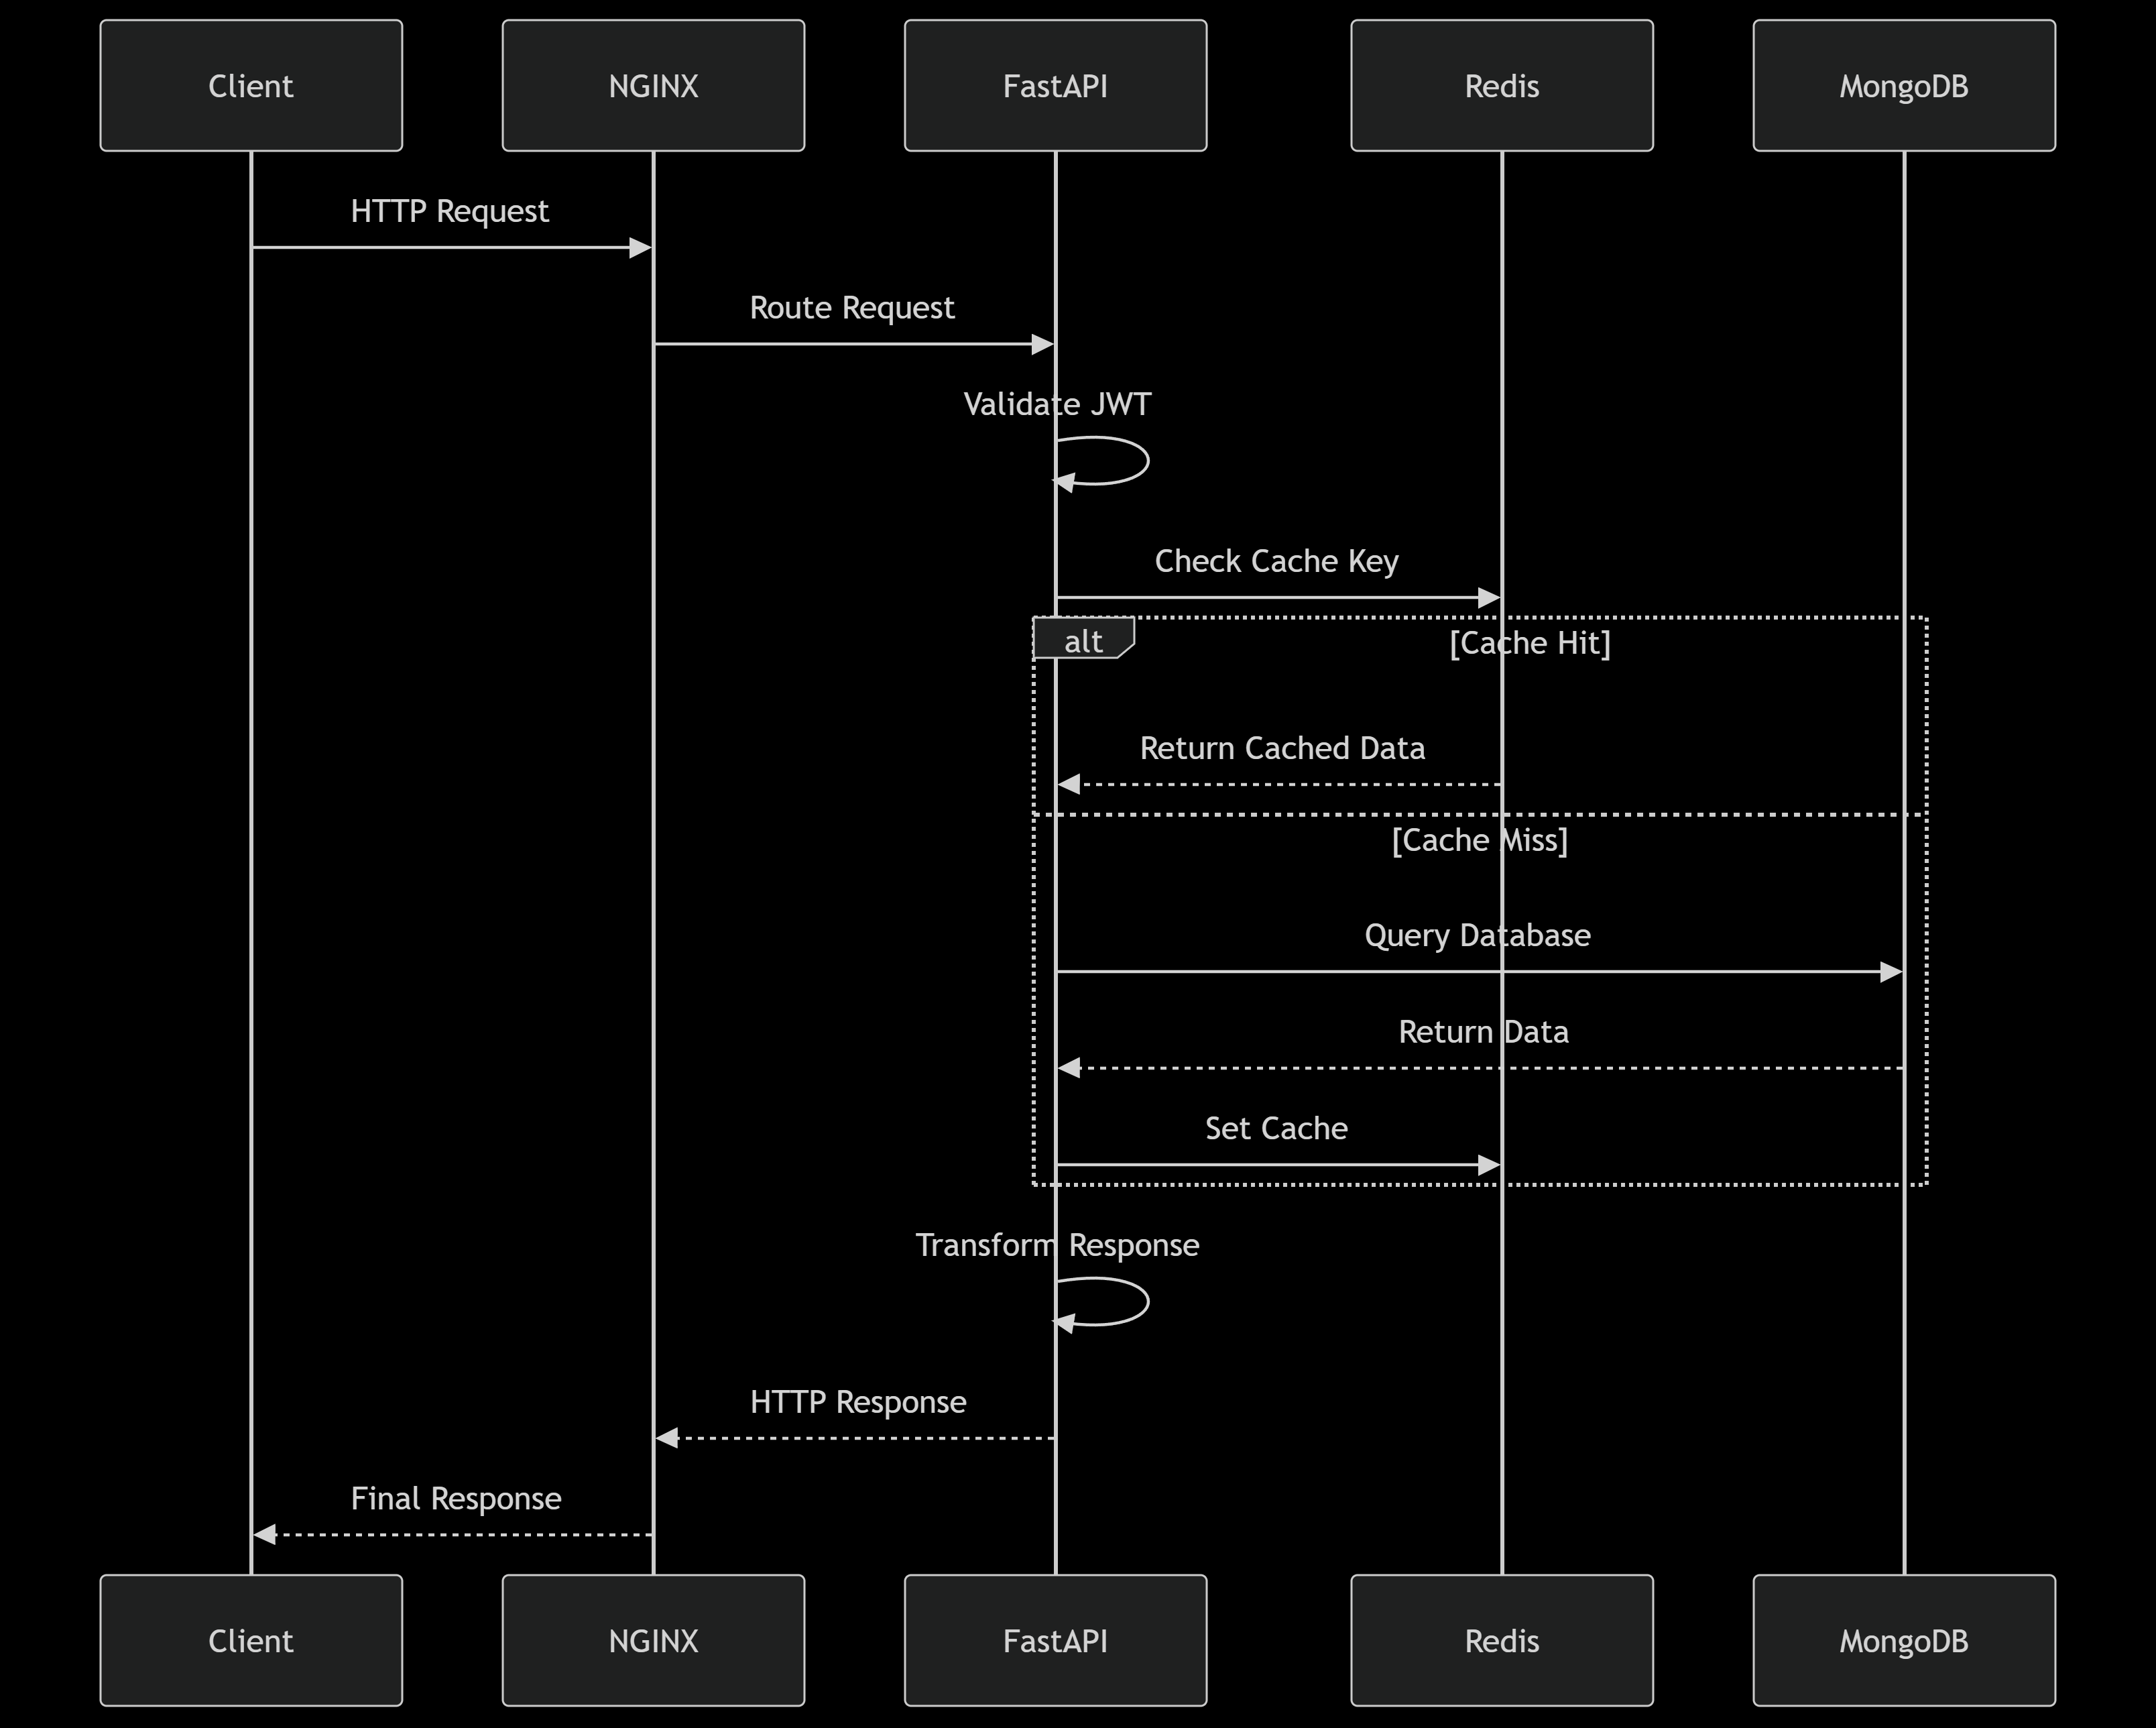 Client
NGINX
FastAPI
Redis
MongoDB
HTTP Request
Route Request
Validate JWT
Check Cache Key
alt
[Cache Hit]
Return Cached Data
[Cache Miss]
Query Database
Return Data
Set Cache
Transform Response
HTTP Response
Final Response
Client
NGINX
FastAPI
Redis
MongoDB